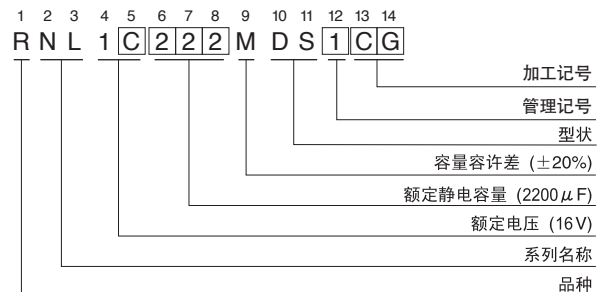 1 2 3 4 5 6 7 8 9 10 11 12 13 14
R N L 1 C 2 2 2 M D S 1 C G
加工记号
管理记号
型状
容量容许差 (±20%)
额定静电容量 (2200μF)
额定电压 (16V)
系列名称
品种